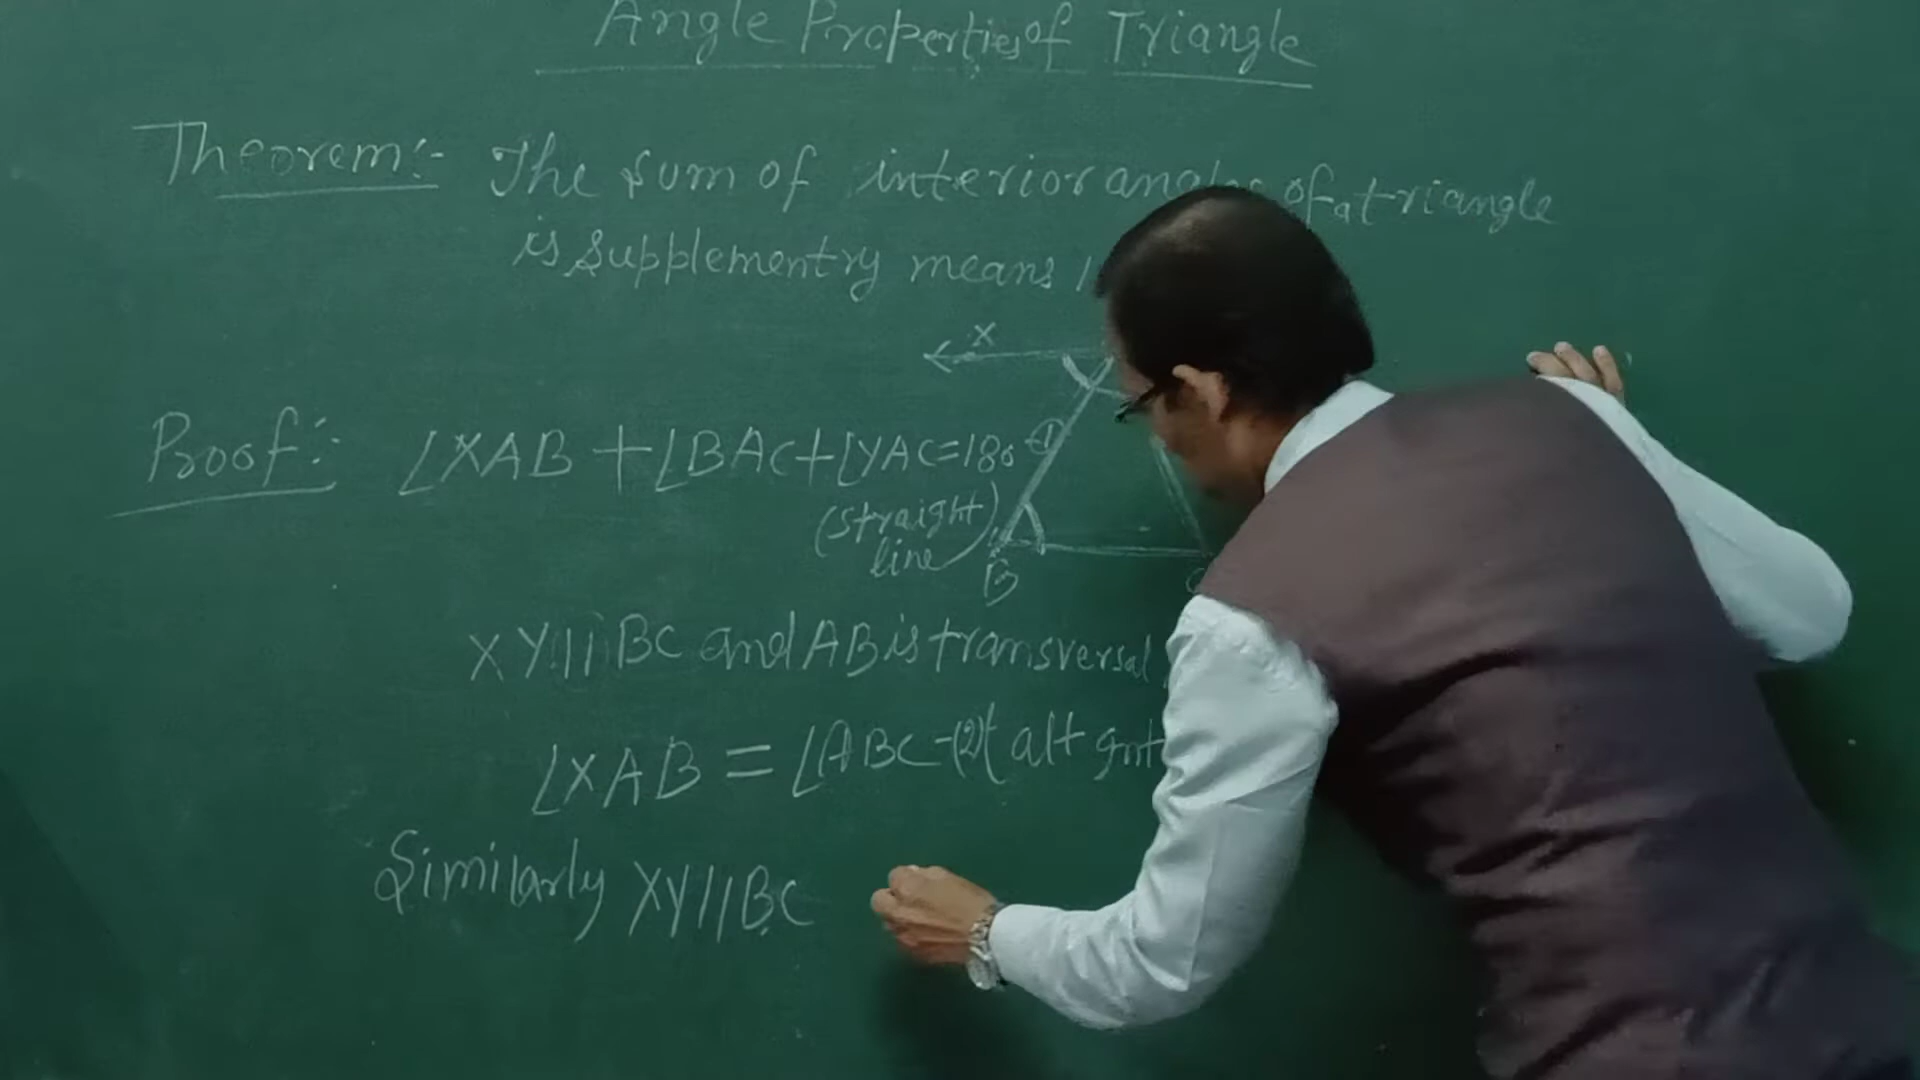 Angle Properties of Triangle
Theorem:- The sum of interior angles of a triangle
is supplementry means
X
Proof:- ∠XAB + ∠BAC + ∠YAC = 180 -①
(straight
line)
B
XY || BC and AB is transversal
∠XAB = ∠ABC -(2)( alt
Similarly XY || BC